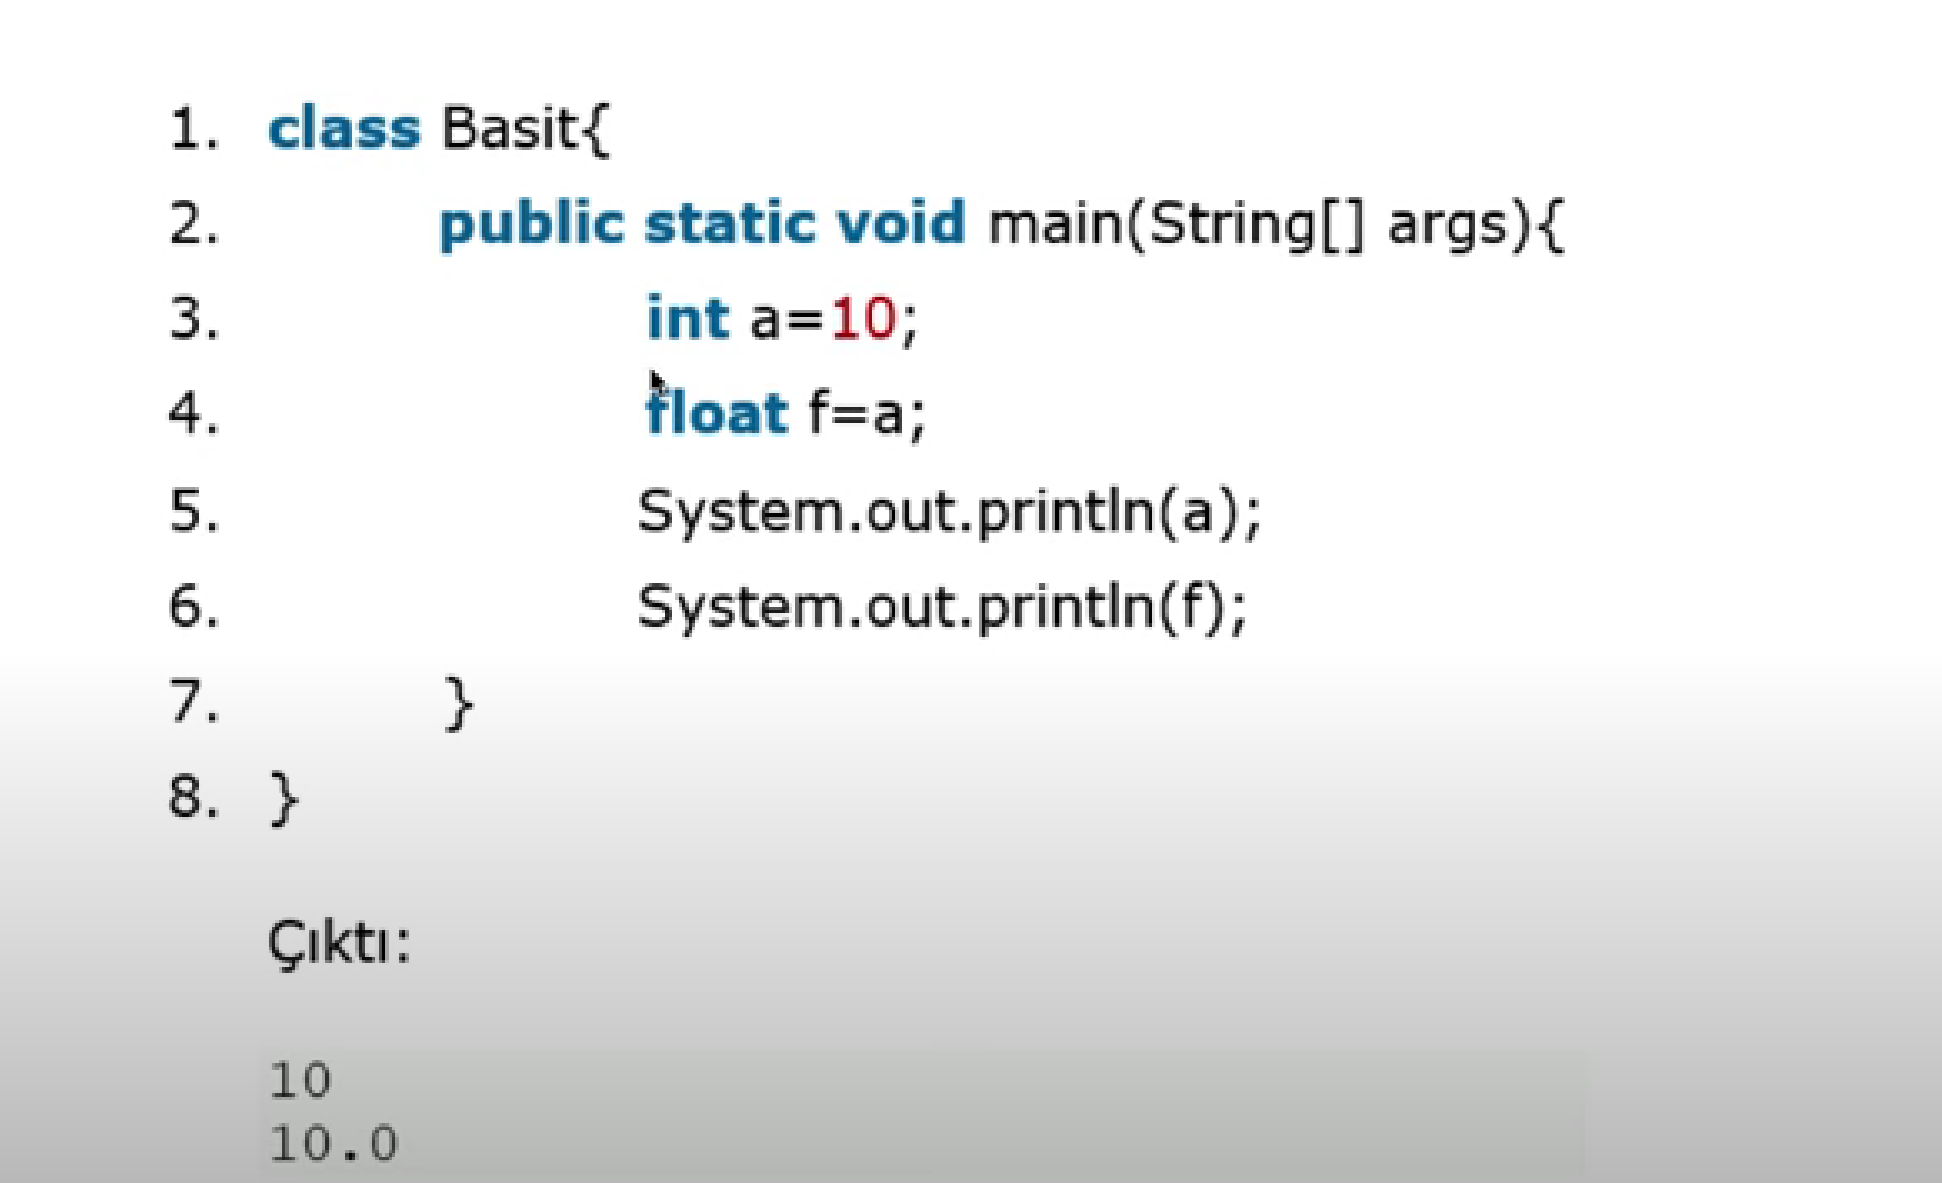 1. class Basit{
2. public static void main(String[] args){
3. int a=10;
4. float f=a;
5. System.out.println(a);
6. System.out.println(f);
7. }
8. }
Çıktı:
10
10.0